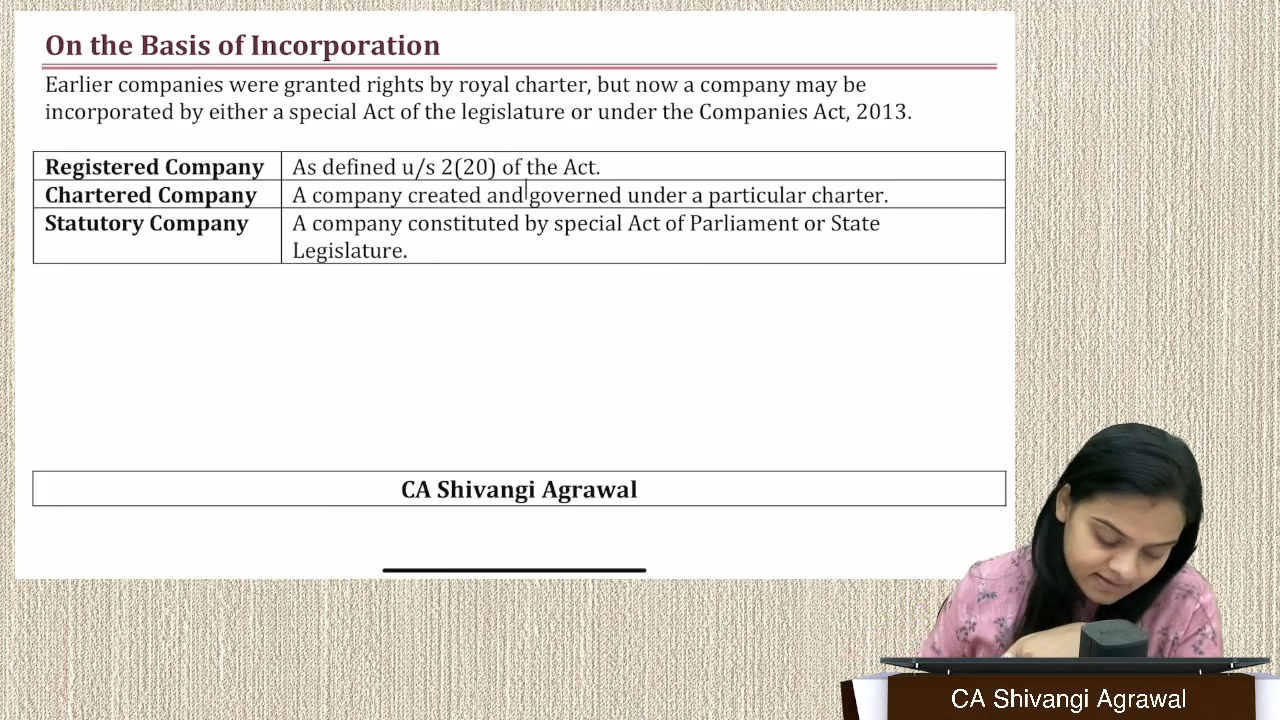 On the Basis of Incorporation
Earlier companies were granted rights by royal charter, but now a company may be
incorporated by either a special Act of the legislature or under the Companies Act, 2013.
Registered Company As defined u/s 2(20) of the Act.
Chartered Company A company created and governed under a particular charter.
Statutory Company A company constituted by special Act of Parliament or State
Legislature.
CA Shivangi Agrawal
CA Shivangi Agrawal